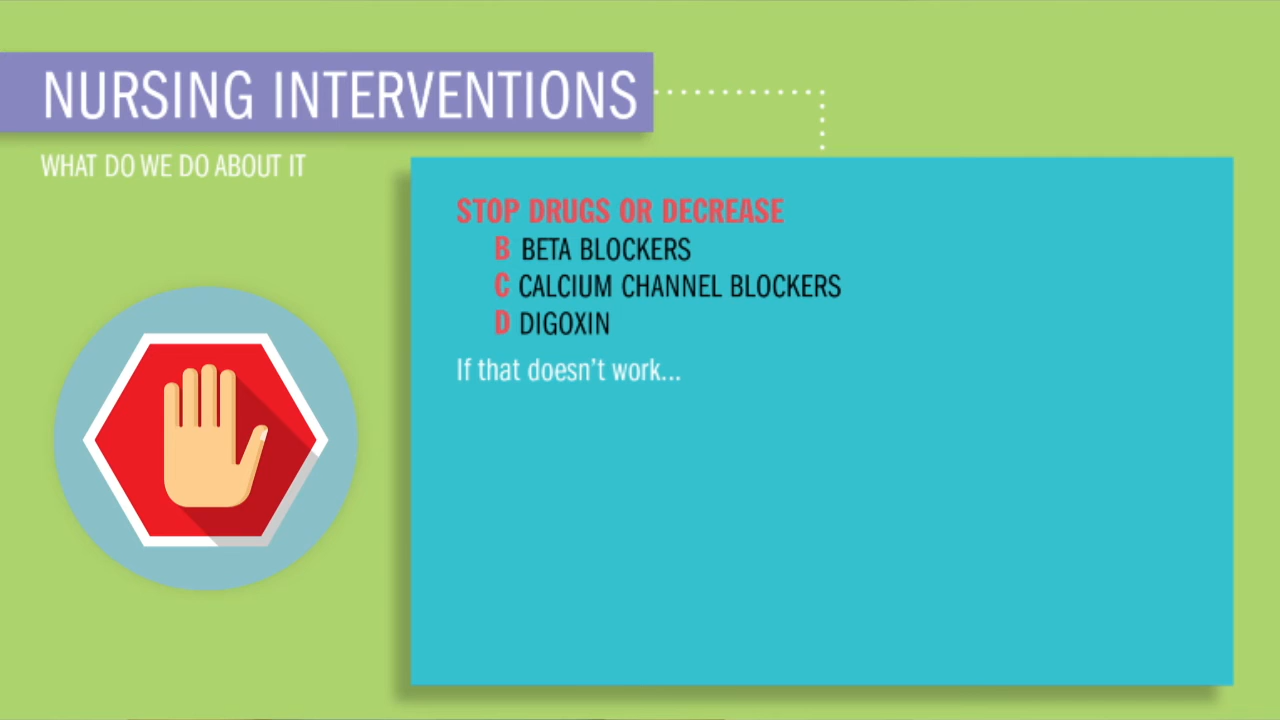 NURSING INTERVENTIONS
WHAT DO WE DO ABOUT IT
STOP DRUGS OR DECREASE
B BETA BLOCKERS
C CALCIUM CHANNEL BLOCKERS
D DIGOXIN
If that doesn't work...